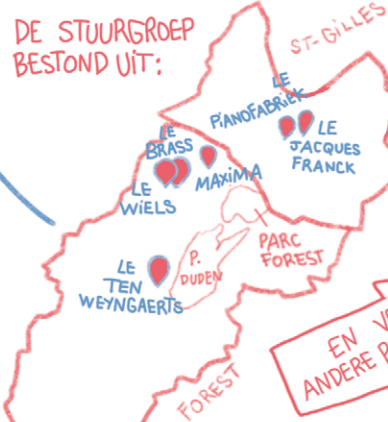 DE STUURGROEP
BESTOND UIT:
ST-GILLES
LE
PIANOFABRIEK
LE
JACQUES
FRANCK
LE
BRASS
MAXIMA
LE
WIELS
PARC
FOREST
P.
DUDEN
LE
TEN
WEYNGAERTS
FOREST
EN
ANDERE